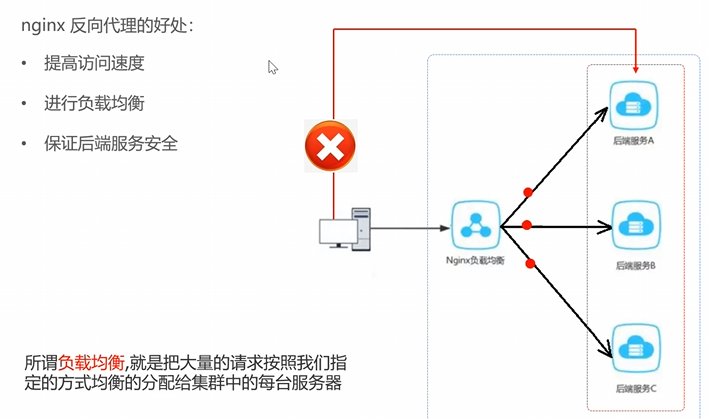 nginx 反向代理的好处：
• 提高访问速度
• 进行负载均衡
• 保证后端服务安全
后端服务A
Nginx负载均衡
后端服务B
后端服务C
所谓负载均衡,就是把大量的请求按照我们指
定的方式均衡的分配给集群中的每台服务器